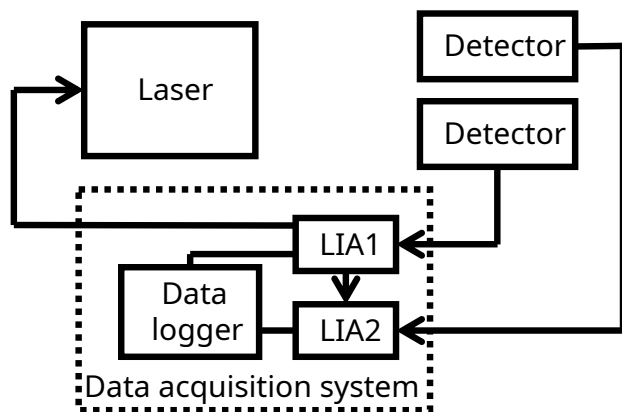 Detector
Laser
Detector
LIA1
Data
logger
LIA2
Data acquisition system